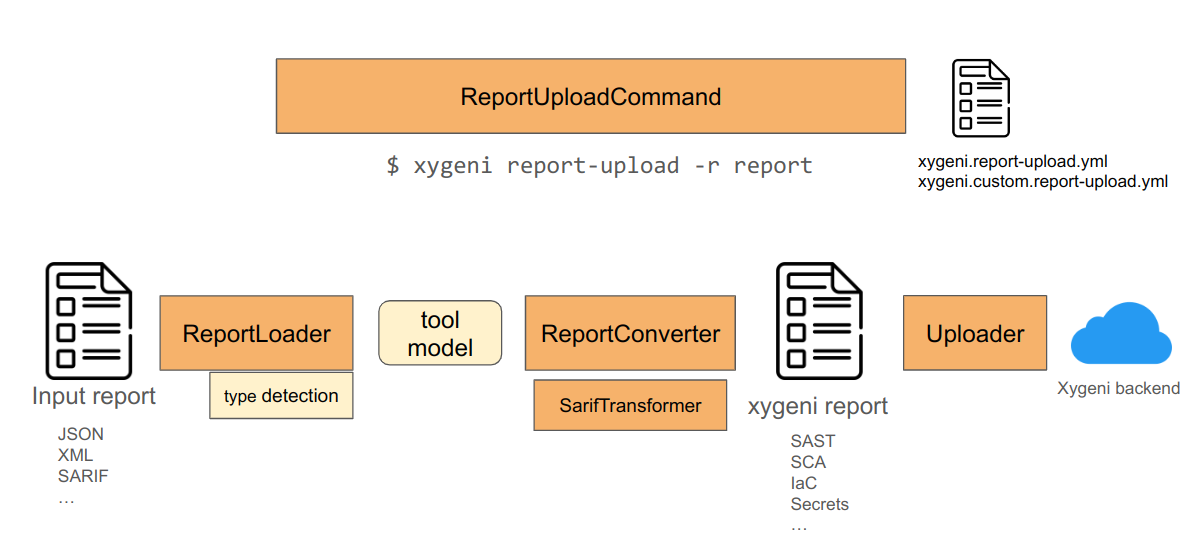 ReportUploadCommand
$ xygeni report-upload -r report
xygeni.report-upload.yml
xygeni.custom.report-upload.yml
ReportLoader
type detection
tool
model
ReportConverter
SarifTransformer
Uploader
Input report
JSON
XML
SARIF
...
xygeni report
SAST
SCA
IaC
Secrets
...
Xygeni backend